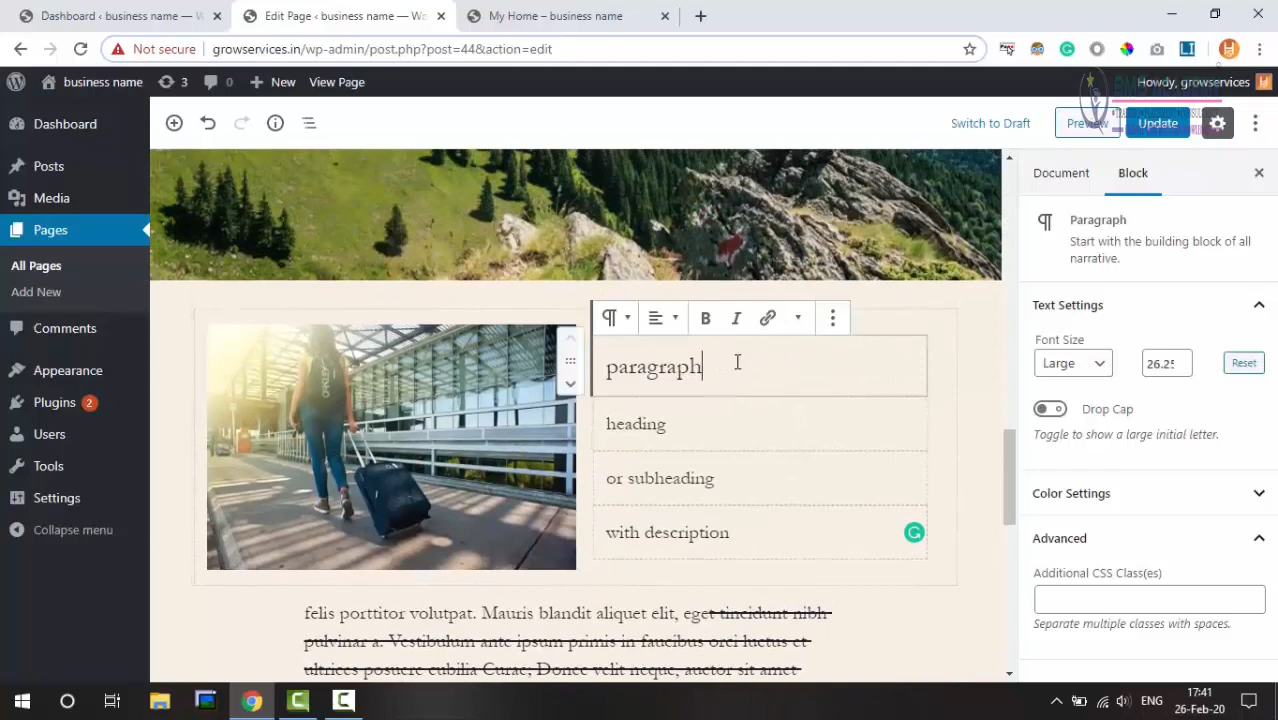 Dashboard ‹ business name — W
Edit Page ‹ business name — Wo
My Home – business name
Not secure
growservices.in/wp-admin/post.php?post=44&action=edit
business name
3
0
New
View Page
Howdy, growservices
Dashboard
Posts
Media
Pages
All Pages
Add New
Comments
Appearance
Plugins 2
Users
Tools
Settings
Collapse menu
Switch to Draft
Preview
Update
paragraph
heading
or subheading
with description
felis porttitor volutpat. Mauris blandit aliquet elit, eget tincidunt nibh
pulvinar a. Vestibulum ante ipsum primis in faucibus orci luctus et
ultrices posuere cubilia Curae; Donec velit neque, auctor sit amet
Document
Block
Paragraph
Start with the building block of all
narrative.
Text Settings
Font Size
Large
26.25
Reset
Drop Cap
Toggle to show a large initial letter.
Color Settings
Advanced
Additional CSS Class(es)
Separate multiple classes with spaces.
ENG
17:41
26-Feb-20